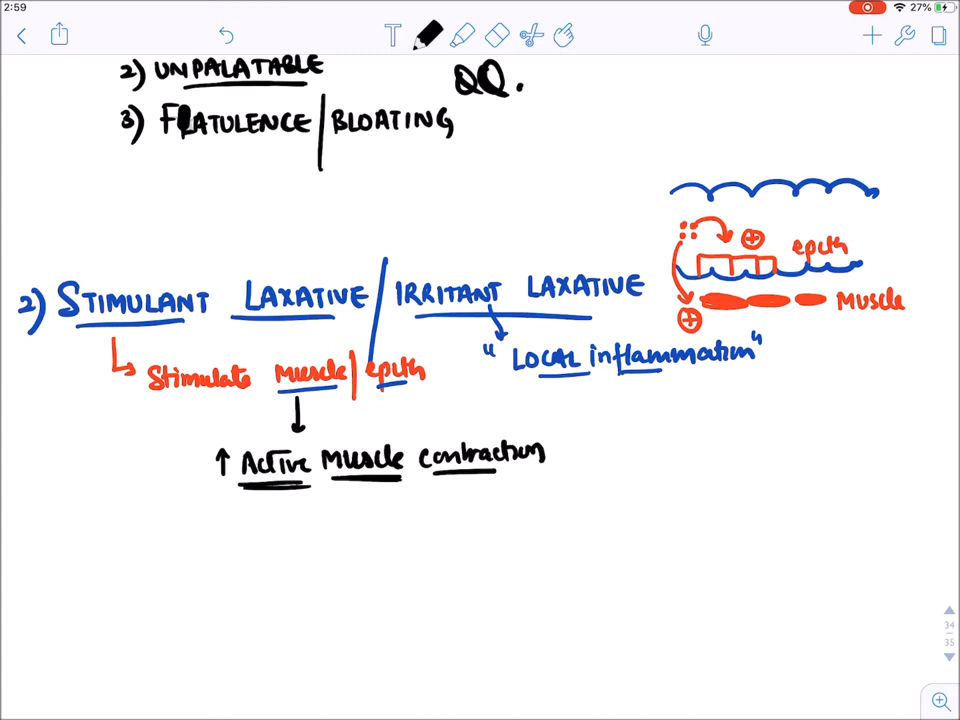 2:59
27%
T
2) UNPALATABLE
QQ.
3) FLATULENCE / BLOATING
epith
Muscle
2) STIMULANT LAXATIVE / IRRITANT LAXATIVE
" LOCAL inflammation "
Stimulate Muscle | epith
↑ Active Muscle contraction
34
35